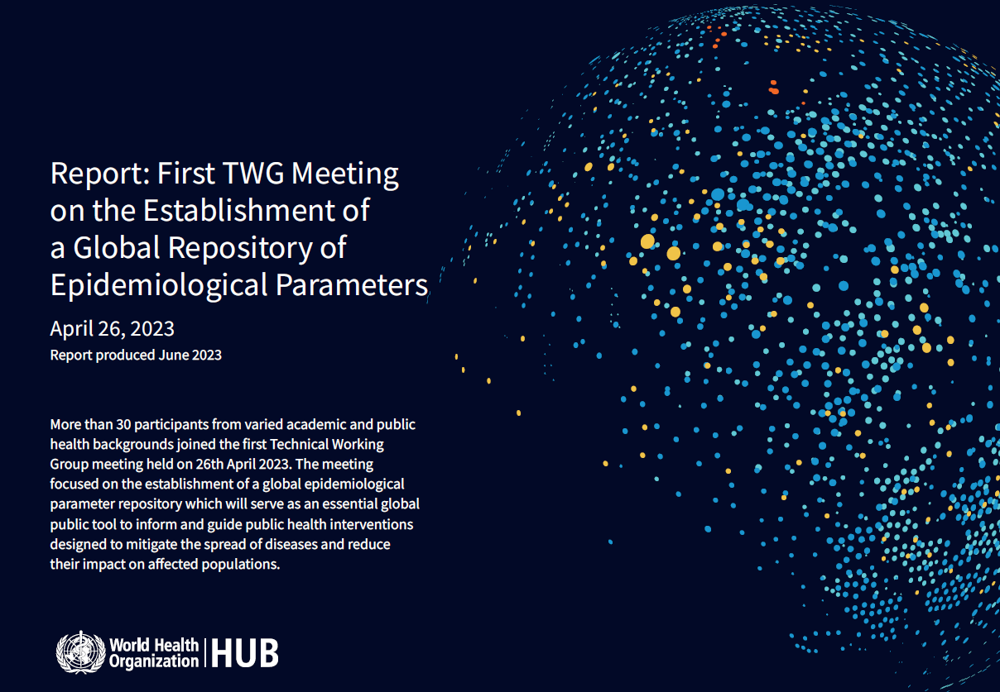 Report: First TWG Meeting
on the Establishment of
a Global Repository of
Epidemiological Parameters
April 26, 2023
Report produced June 2023
More than 30 participants from varied academic and public
health backgrounds joined the first Technical Working
Group meeting held on 26th April 2023. The meeting
focused on the establishment of a global epidemiological
parameter repository which will serve as an essential global
public tool to inform and guide public health interventions
designed to mitigate the spread of diseases and reduce
their impact on affected populations.
World Health
Organization
HUB